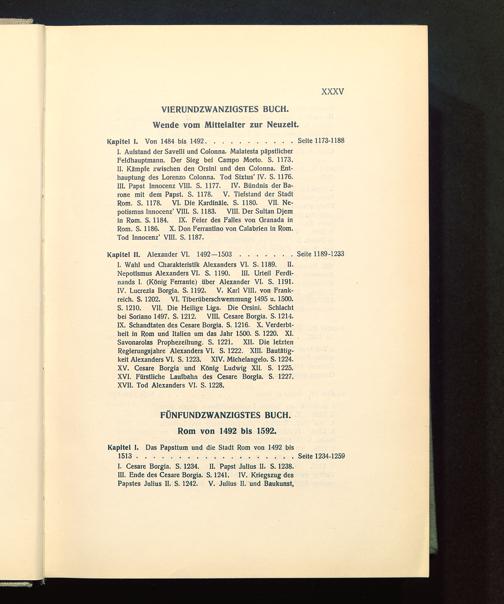 XXXV
VIERUNDZWANZIGSTES BUCH.
Wende vom Mittelalter zur Neuzeit.
Kapitel I. Von 1484 bis 1492. . . . . . . . . . . Seite 1173-1188
I. Aufstand der Savelli und Colonna. Malatesta päpstlicher
Feldhauptmann. Der Sieg bei Campo Morto. S. 1173.
II. Kämpfe zwischen den Orsini und den Colonna. Ent-
hauptung des Lorenzo Colonna. Tod Sixtus' IV. S. 1176.
III. Papst Innocenz VIII. S. 1177. IV. Bündnis der Ba-
rone mit dem Papst. S. 1178. V. Tiefstand der Stadt
Rom. S. 1178. VI. Die Kardinäle. S. 1180. VII. Ne-
potismus Innocenz' VIII. S. 1183. VIII. Der Sultan Djem
in Rom. S. 1184. IX. Feier des Falles von Granada in
Rom. S. 1186. X. Don Ferrantino von Calabrien in Rom.
Tod Innocenz' VIII. S. 1187.
Kapitel II. Alexander VI. 1492—1503 . . . . . . . Seite 1189-1233
I. Wahl und Charakteristik Alexanders VI. S. 1189. II.
Nepotismus Alexanders VI. S. 1190. III. Urteil Ferdi-
nands I. (König Ferrante) über Alexander VI. S. 1191.
IV. Lucrezia Borgia. S. 1192. V. Karl VIII. von Frank-
reich. S. 1202. VI. Tiberüberschwemmung 1495 u. 1500.
S. 1210. VII. Die Heilige Liga. Die Orsini. Schlacht
bei Soriano 1497. S. 1212. VIII. Cesare Borgia. S. 1214.
IX. Schandtaten des Cesare Borgia. S. 1216. X. Verderbt-
heit in Rom und Italien um das Jahr 1500. S. 1220. XI.
Savonarolas Prophezeihung. S. 1221. XII. Die letzten
Regierungsjahre Alexanders VI. S. 1222. XIII. Bautätig-
keit Alexanders VI. S. 1223. XIV. Michelangelo. S. 1224.
XV. Cesare Borgia und König Ludwig XII. S. 1225.
XVI. Fürstliche Laufbahn des Cesare Borgia. S. 1227.
XVII. Tod Alexanders VI. S. 1228.
FÜNFUNDZWANZIGSTES BUCH.
Rom von 1492 bis 1592.
Kapitel I. Das Papsttum und die Stadt Rom von 1492 bis
1513 . . . . . . . . . . . . . . . . . . . Seite 1234-1259
I. Cesare Borgia. S. 1234. II. Papst Julius II. S. 1238.
III. Ende des Cesare Borgia. S. 1241. IV. Kriegszug des
Papstes Julius II. S. 1242. V. Julius II. und Baukunst,